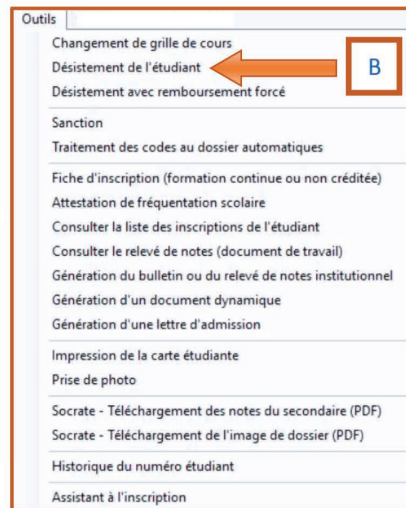 Outils
Changement de grille de cours
Désistement de l'étudiant
B
Désistement avec remboursement forcé
Sanction
Traitement des codes au dossier automatiques
Fiche d'inscription (formation continue ou non créditée)
Attestation de fréquentation scolaire
Consulter la liste des inscriptions de l'étudiant
Consulter le relevé de notes (document de travail)
Génération du bulletin ou du relevé de notes institutionnel
Génération d'un document dynamique
Génération d'une lettre d'admission
Impression de la carte étudiante
Prise de photo
Socrate - Téléchargement des notes du secondaire (PDF)
Socrate - Téléchargement de l'image de dossier (PDF)
Historique du numéro étudiant
Assistant à l'inscription